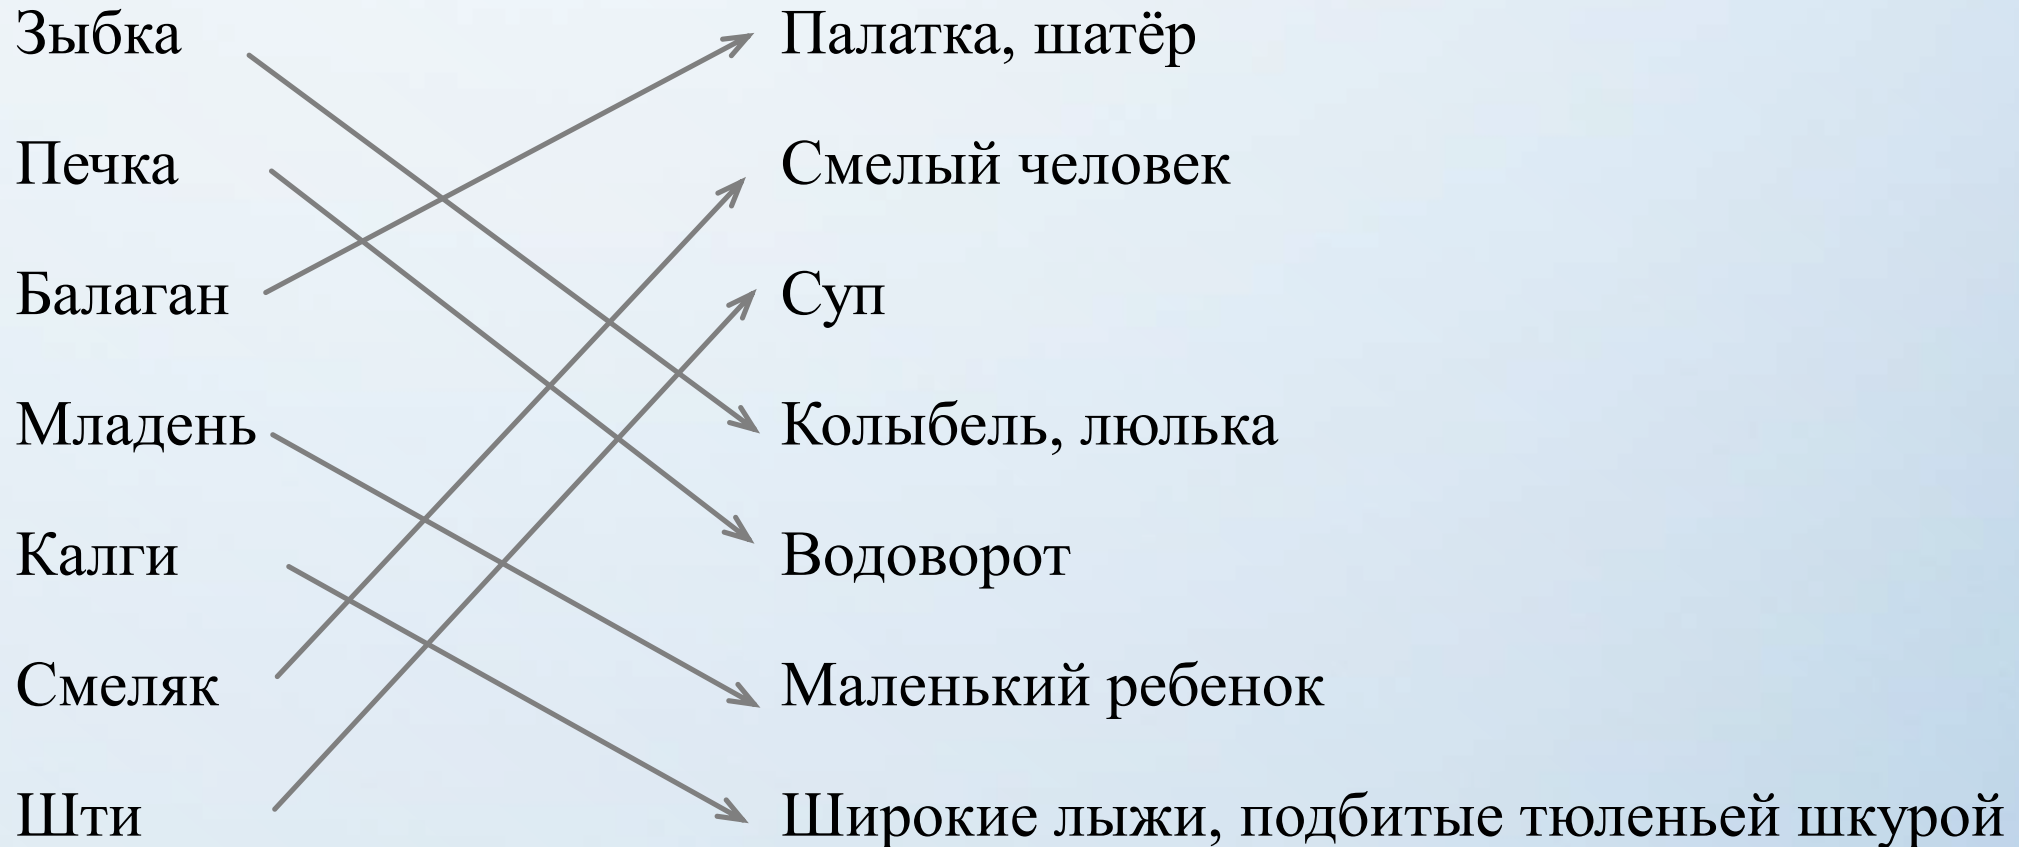 Зыбка Палатка, шатёр
Печка Смелый человек
Балаган Суп
Младень Колыбель, люлька
Калги Водоворот
Смеляк Маленький ребенок
Шти Широкие лыжи, подбитые тюленьей шкурой